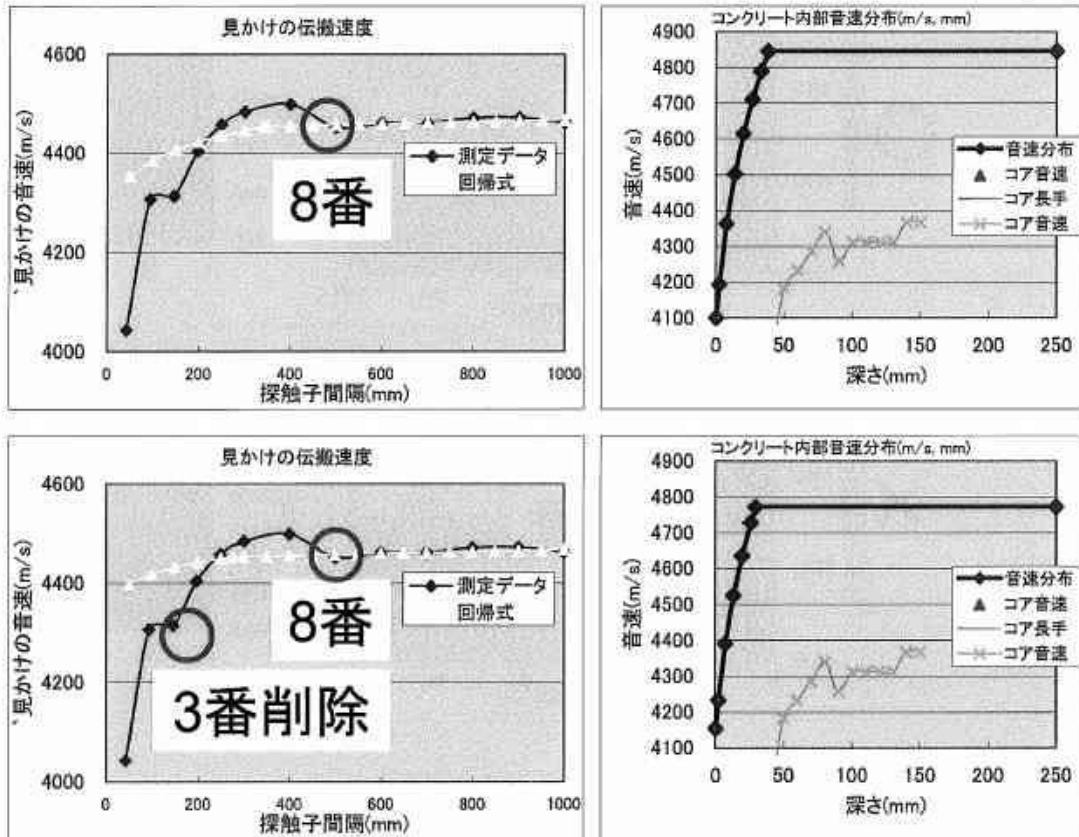 見かけの伝搬速度
4600
4400
4200
4000
`見かけの音速(m/s)
測定データ
回帰式
8番
0 200 400 600 800 1000
探触子間隔(mm)
コンクリート内部音速分布(m/s, mm)
4900
4800
4700
4600
4500
4400
4300
4200
4100
音速(m/s)
音速分布
コア音速
コア長手
コア音速
0 50 100 150 200 250
深さ(mm)
見かけの伝搬速度
4600
4400
4200
4000
`見かけの音速(m/s)
測定データ
回帰式
8番
3番削除
0 200 400 600 800 1000
探触子間隔(mm)
コンクリート内部音速分布(m/s, mm)
4900
4800
4700
4600
4500
4400
4300
4200
4100
音速(m/s)
音速分布
コア音速
コア長手
コア音速
0 50 100 150 200 250
深さ(mm)